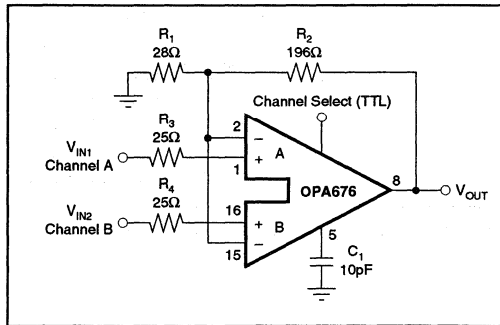 R1
28Ω
R2
196Ω
Channel Select (TTL)
R3
25Ω
VIN1
Channel A
2
−
A
+
1
8
VOUT
OPA676
R4
25Ω
VIN2
Channel B
16
+
B
−
15
5
C1
10pF